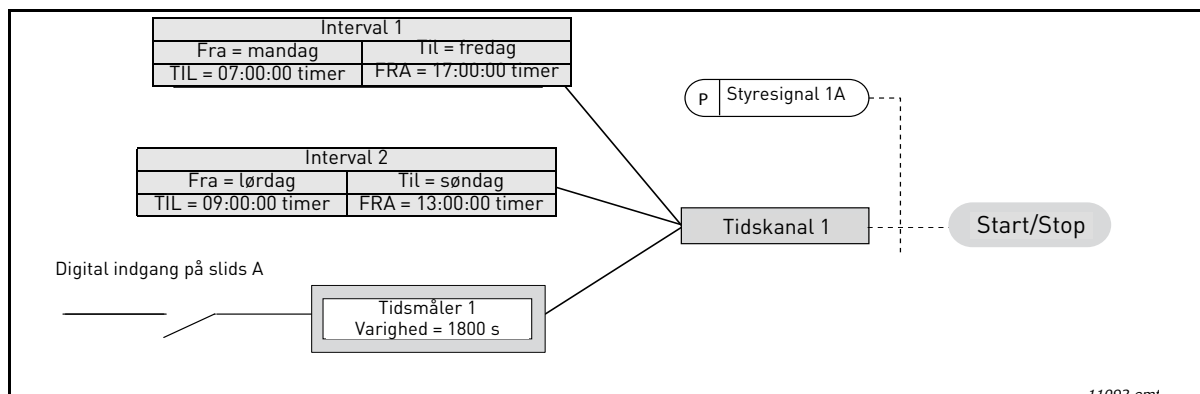 Interval 1
Fra = mandag
Til = fredag
TIL = 07:00:00 timer
FRA = 17:00:00 timer
P
Styresignal 1A
Interval 2
Fra = lørdag
Til = søndag
TIL = 09:00:00 timer
FRA = 13:00:00 timer
Tidskanal 1
Start/Stop
Digital indgang på slids A
Tidsmåler 1
Varighed = 1800 s